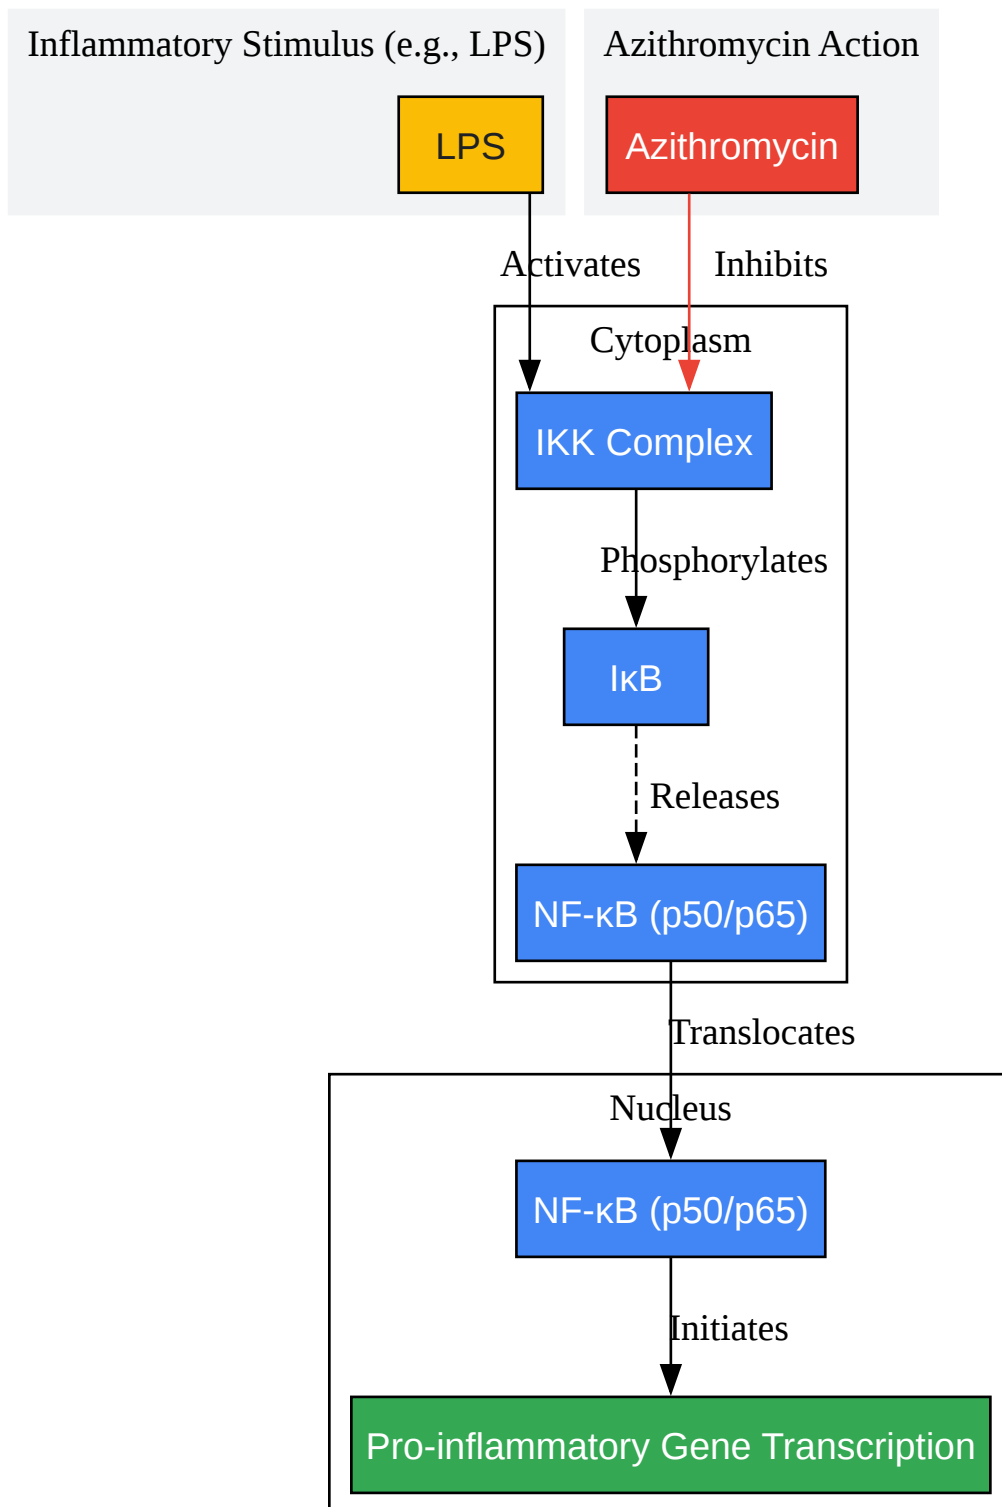 Inflammatory Stimulus (e.g., LPS)
Azithromycin Action
LPS
Azithromycin
Activates
Inhibits
Cytoplasm
IKK Complex
Phosphorylates
IκB
Releases
NF-κB (p50/p65)
Translocates
Nucleus
NF-κB (p50/p65)
Initiates
Pro-inflammatory Gene Transcription